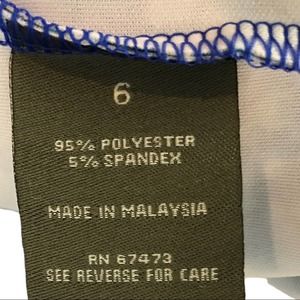 6
95% POLYESTER
5% SPANDEX
MADE IN MALAYSIA
RN 67473
SEE REVERSE FOR CARE